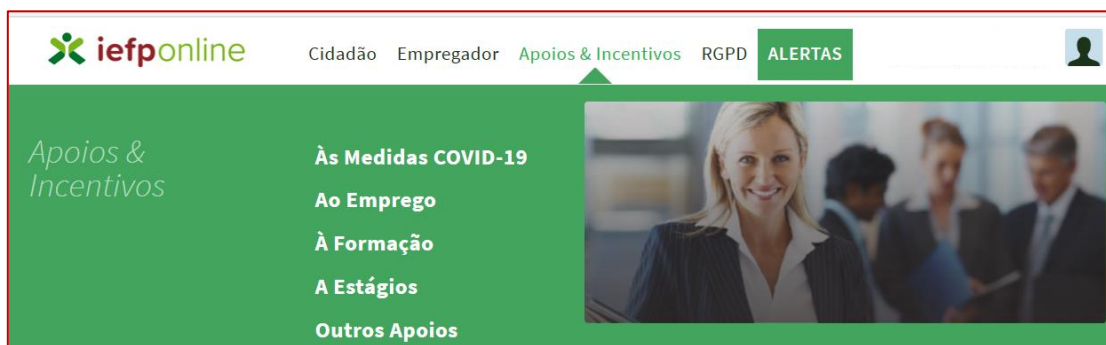 iefponline
Cidadão Empregador Apoios & Incentivos RGPD ALERTAS
Apoios &
Incentivos
Às Medidas COVID-19
Ao Emprego
À Formação
A Estágios
Outros Apoios